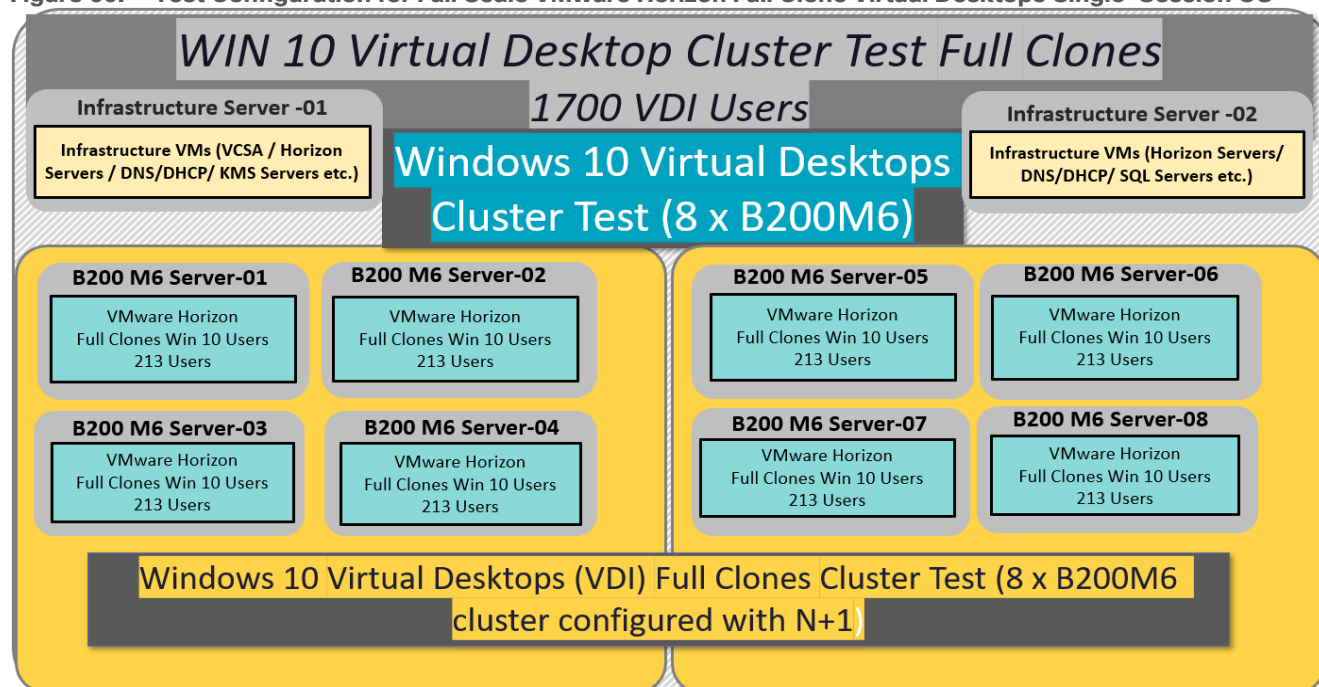 WIN 10 Virtual Desktop Cluster Test Full Clones
1700 VDI Users
Infrastructure Server -01
Infrastructure VMs (VCSA / Horizon
Servers / DNS/DHCP/ KMS Servers etc.)
Windows 10 Virtual Desktops
Cluster Test (8 x B200M6)
Infrastructure Server -02
Infrastructure VMs (Horizon Servers/
DNS/DHCP/ SQL Servers etc.)
B200 M6 Server-01
VMware Horizon
Full Clones Win 10 Users
213 Users
B200 M6 Server-02
VMware Horizon
Full Clones Win 10 Users
213 Users
B200 M6 Server-03
VMware Horizon
Full Clones Win 10 Users
213 Users
B200 M6 Server-04
VMware Horizon
Full Clones Win 10 Users
213 Users
B200 M6 Server-05
VMware Horizon
Full Clones Win 10 Users
213 Users
B200 M6 Server-06
VMware Horizon
Full Clones Win 10 Users
213 Users
B200 M6 Server-07
VMware Horizon
Full Clones Win 10 Users
213 Users
B200 M6 Server-08
VMware Horizon
Full Clones Win 10 Users
213 Users
Windows 10 Virtual Desktops (VDI) Full Clones Cluster Test (8 x B200M6
cluster configured with N+1)